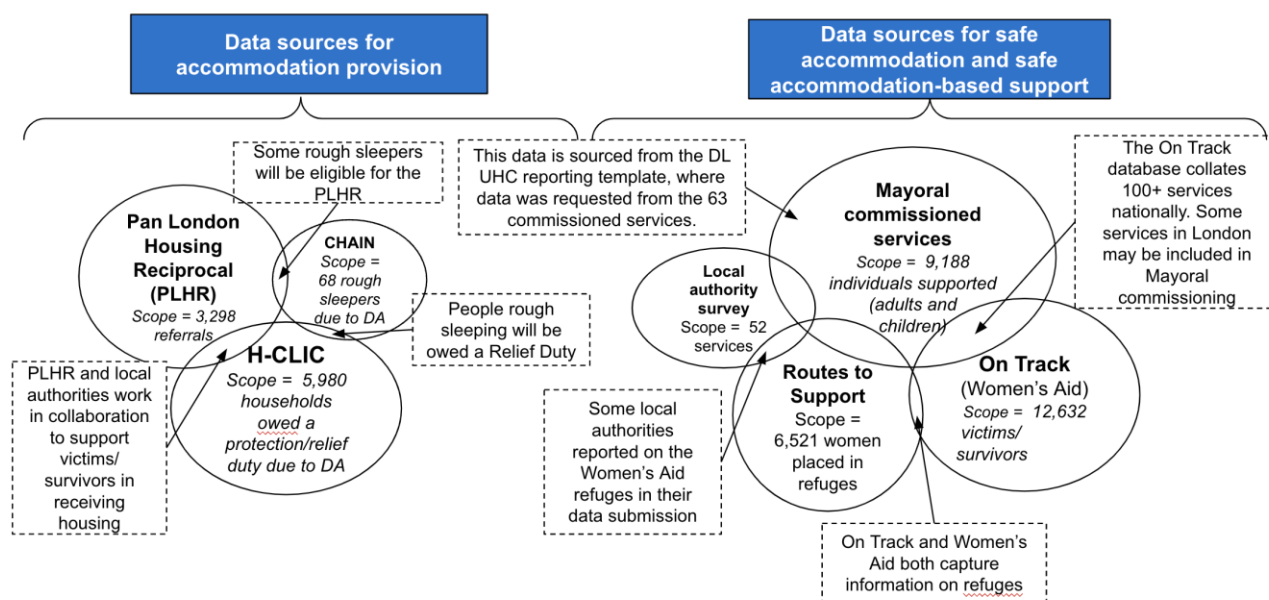 Data sources for
accommodation provision
Data sources for safe
accommodation and safe
accommodation-based support
Some rough sleepers
will be eligible for the
PLHR
This data is sourced from the DL
UHC reporting template, where
data was requested from the 63
commissioned services.
The On Track
database collates
100+ services
nationally. Some
services in London
may be included in
Mayoral
commissioning
Pan London
Housing
Reciprocal
(PLHR)
Scope = 3,298
referrals
CHAIN
Scope =
68 rough
sleepers
due to DA
Mayoral
commissioned
services
Scope = 9,188
individuals supported
(adults and
children)
Local
authority
survey
Scope = 52
services
People rough
sleeping will be
owed a Relief Duty
H-CLIC
Scope = 5,980
households
owed a
protection/relief
duty due to DA
PLHR and local
authorities work
in collaboration
to support
victims/
survivors in
receiving
housing
Routes to
Support
Scope =
6,521 women
placed in
refuges
On Track
(Women's Aid)
Scope = 12,632
victims/
survivors
Some local
authorities
reported on the
Women's Aid
refuges in their
data submission
On Track and Women's
Aid both capture
information on refuges